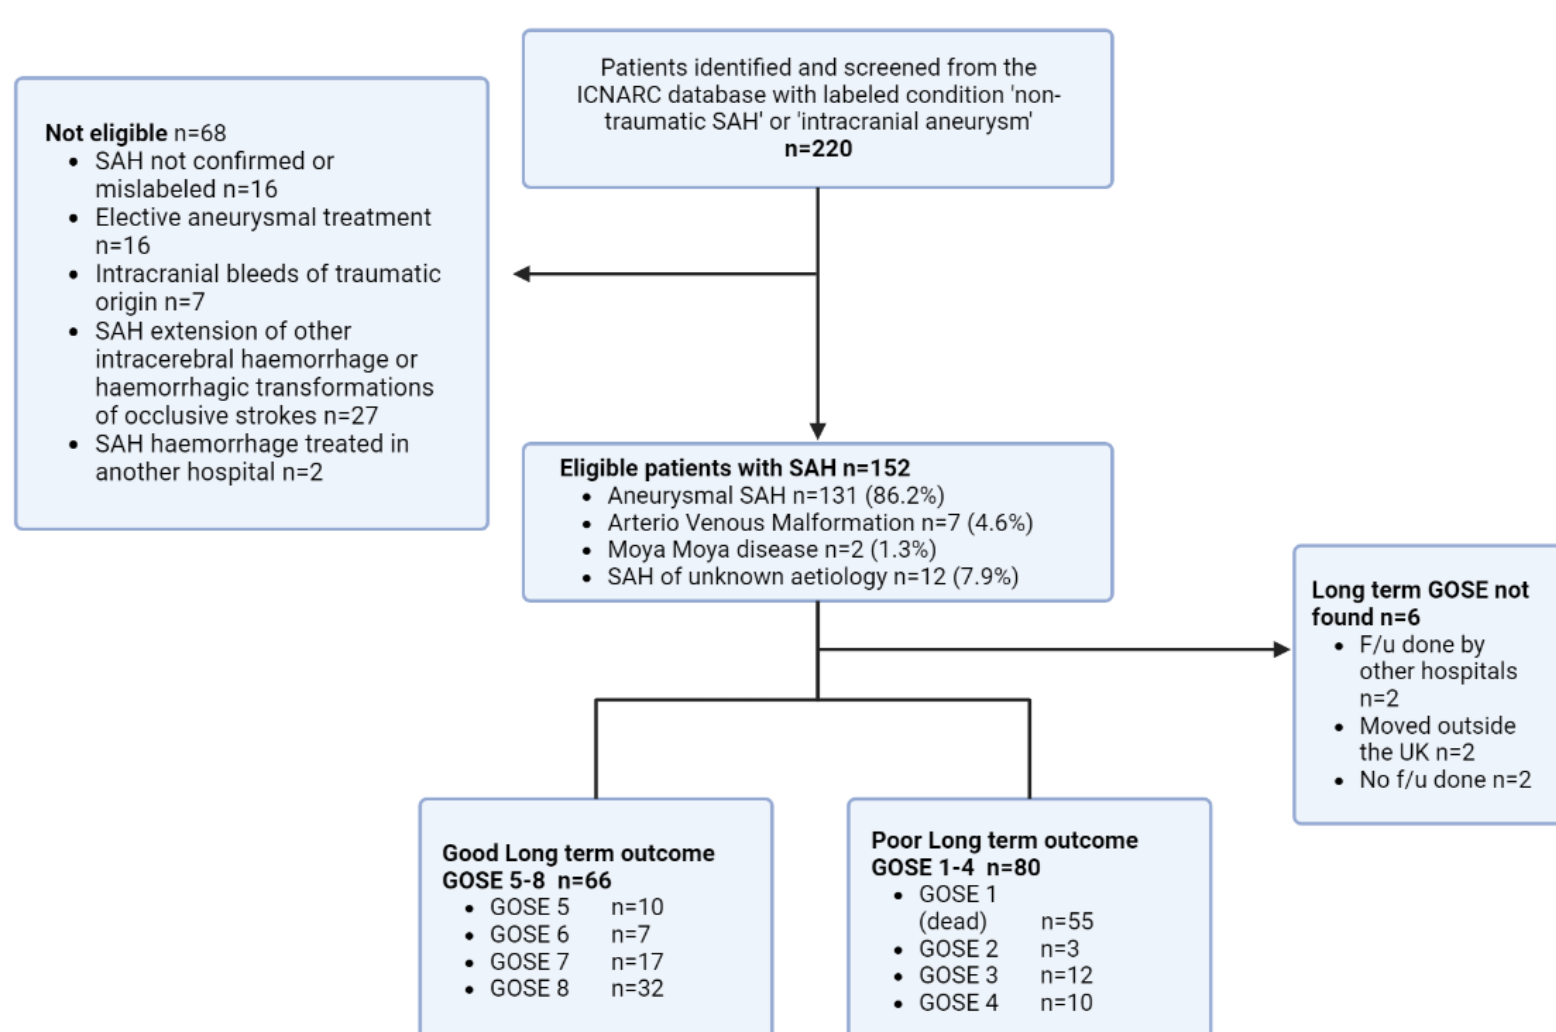 Patients identified and screened from the
ICNARC database with labeled condition 'non-
traumatic SAH' or 'intracranial aneurysm'
n=220
Not eligible n=68
• SAH not confirmed or
mislabeled n=16
• Elective aneurysmal treatment
n=16
• Intracranial bleeds of traumatic
origin n=7
• SAH extension of other
intracerebral haemorrhage or
haemorrhagic transformations
of occlusive strokes n=27
• SAH haemorrhage treated in
another hospital n=2
Eligible patients with SAH n=152
• Aneurysmal SAH n=131 (86.2%)
• Arterio Venous Malformation n=7 (4.6%)
• Moya Moya disease n=2 (1.3%)
• SAH of unknown aetiology n=12 (7.9%)
Long term GOSE not
found n=6
• F/u done by
other hospitals
n=2
• Moved outside
the UK n=2
• No f/u done n=2
Good Long term outcome
GOSE 5-8 n=66
• GOSE 5 n=10
• GOSE 6 n=7
• GOSE 7 n=17
• GOSE 8 n=32
Poor Long term outcome
GOSE 1-4 n=80
• GOSE 1
(dead) n=55
• GOSE 2 n=3
• GOSE 3 n=12
• GOSE 4 n=10